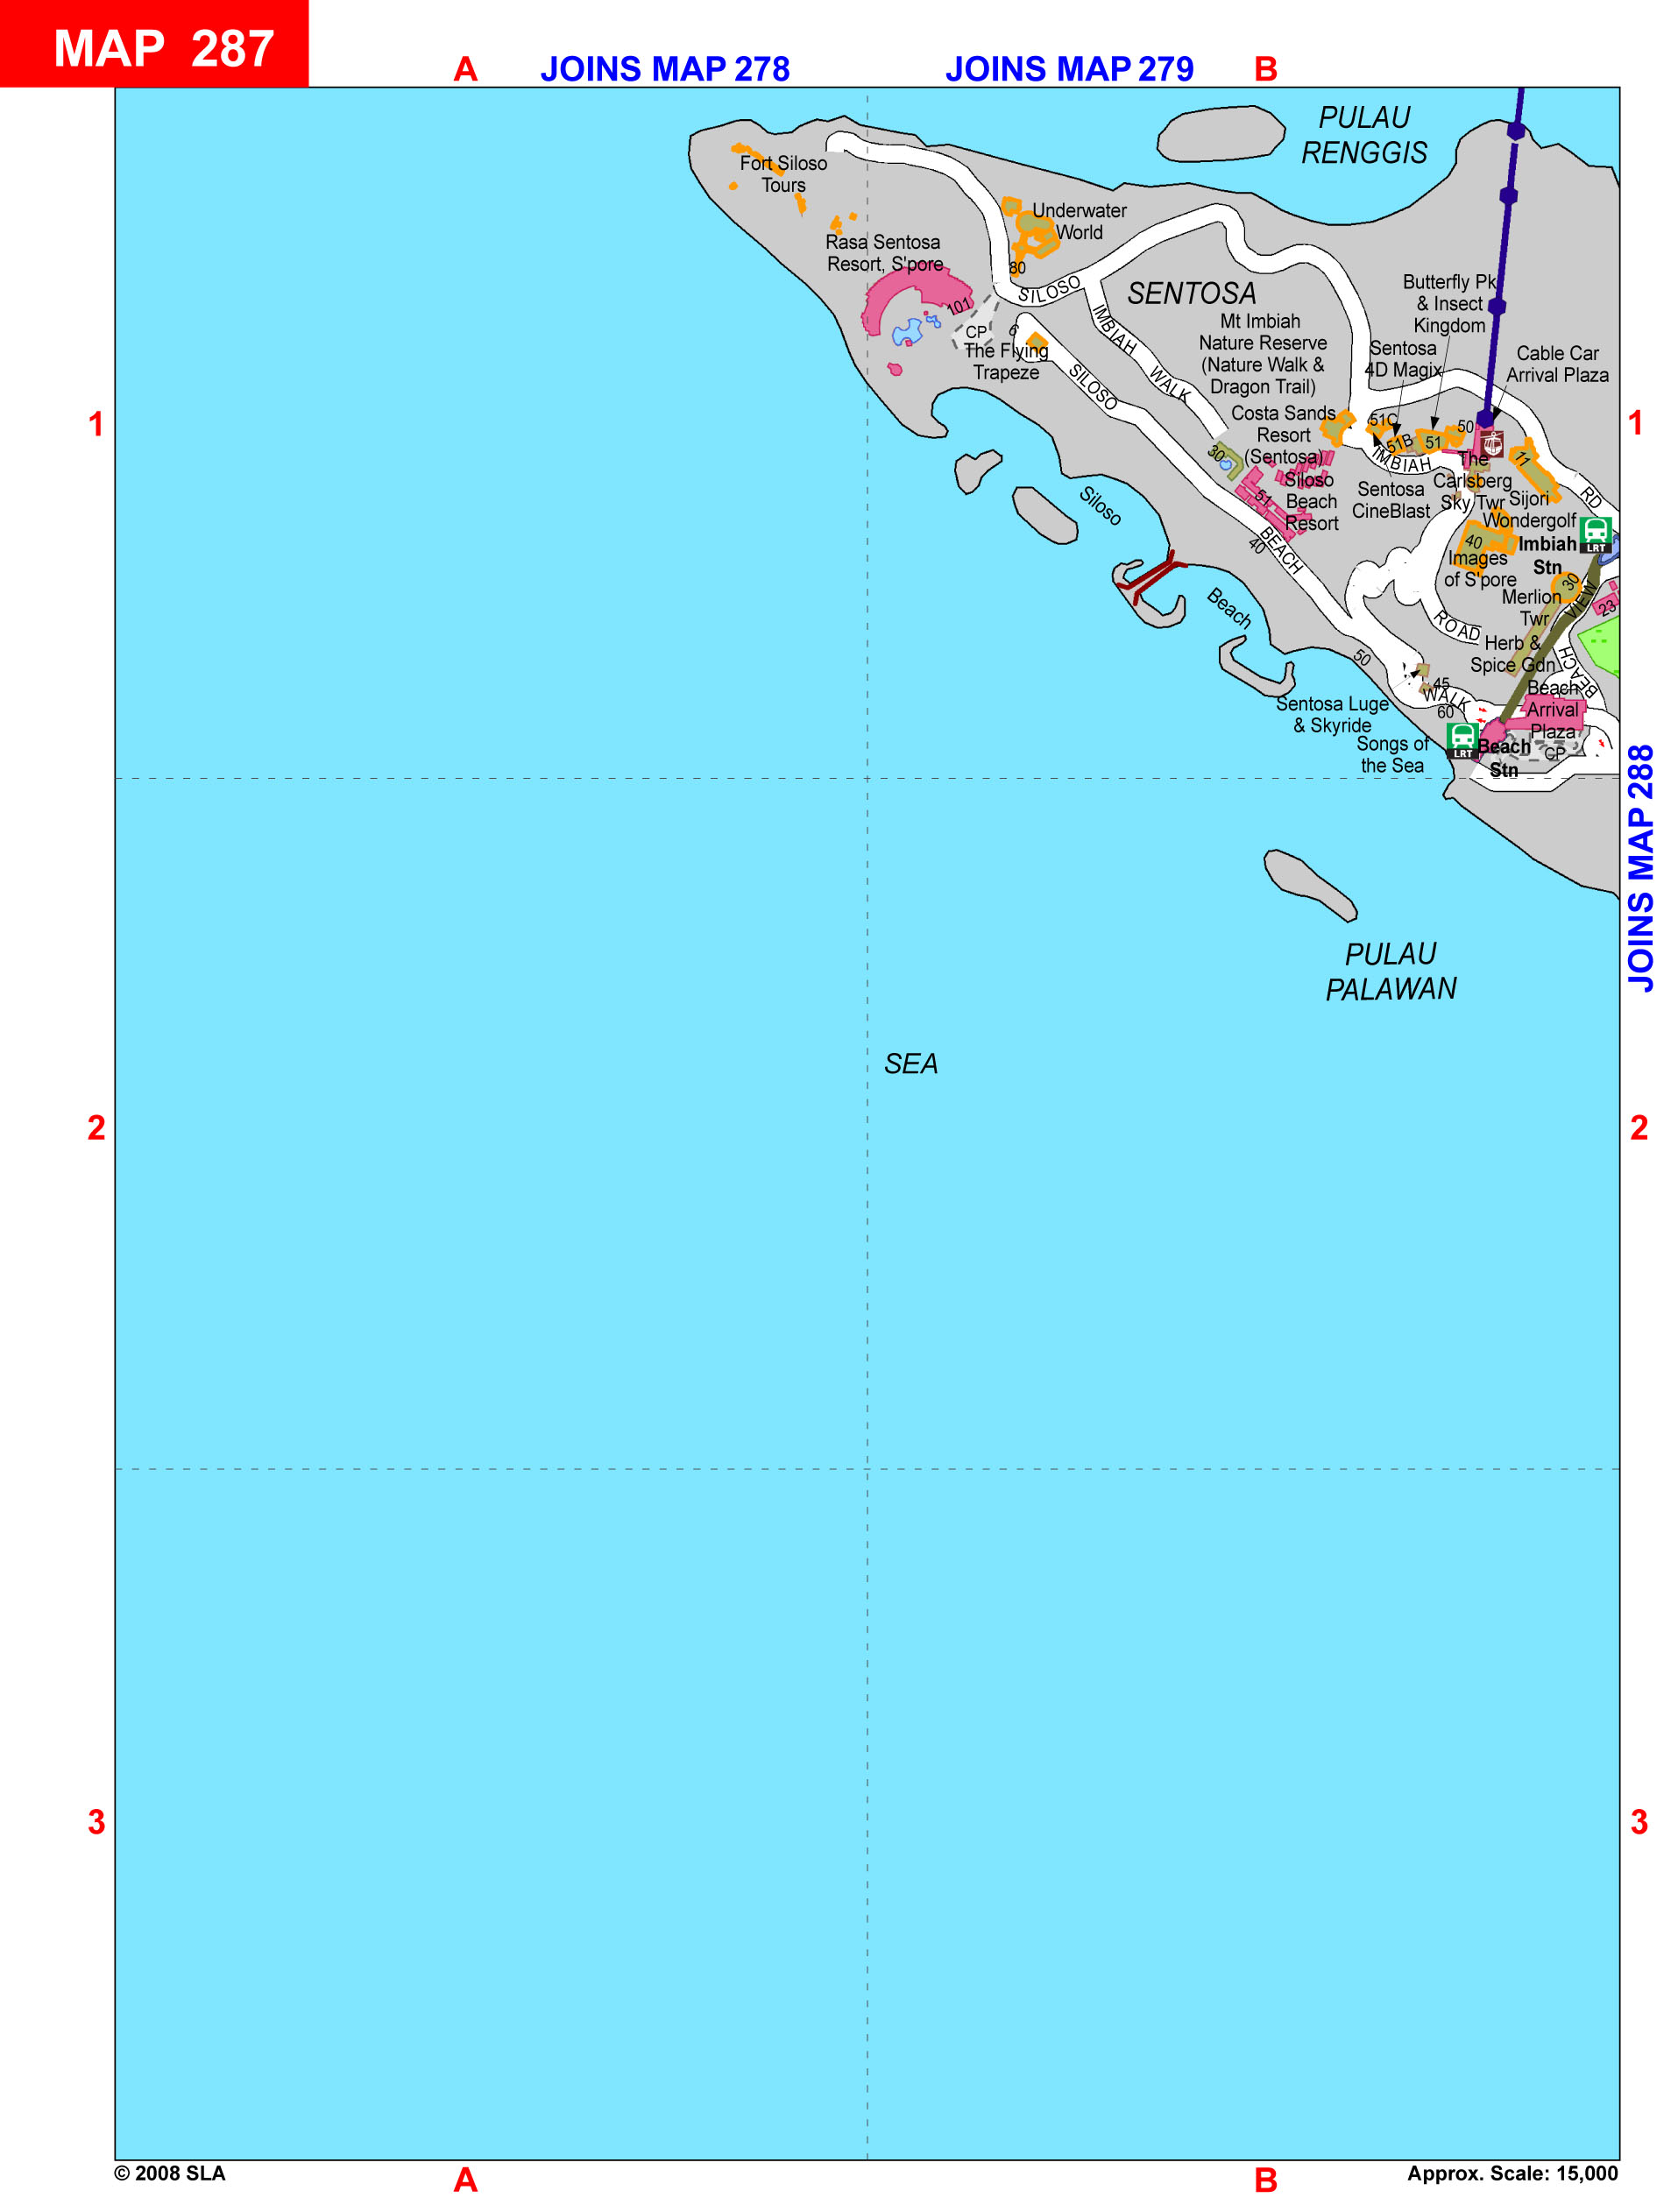 MAP 287
A
JOINS MAP 278
JOINS MAP 279
B
PULAU
RENGGIS
Fort Siloso
Tours
Underwater
World
80
Rasa Sentosa
Resort, S'pore
101
CP
SILOSO
SENTOSA
6
The Flying
Trapeze
IMBIAH
WALK
Mt Imbiah
Nature Reserve
(Nature Walk &
Dragon Trail)
Butterfly Pk
& Insect
Kingdom
Sentosa
4D Magix
Cable Car
Arrival Plaza
SILOSO
1
1
Costa Sands
Resort
(Sentosa)
51C
51B
51
50
IMBIAH
11
RD
30
51
Siloso
Beach
Resort
Sentosa
CineBlast
The
Carlsberg
Sky Twr
Sijori
Wondergolf
Imbiah
Stn
LRT
Siloso
Beach
40
BEACH
40
Images
of S'pore
30
Merlion
Twr
VIEW
23
ROAD
Herb &
Spice Gdn
BEACH
50
45
WALK
60
Sentosa Luge
& Skyride
Beach
Arrival
Plaza
Songs of
the Sea
LRT
Beach
Stn
CP
JOINS MAP 288
PULAU
PALAWAN
SEA
2
2
3
3
© 2008 SLA
A
B
Approx. Scale: 15,000